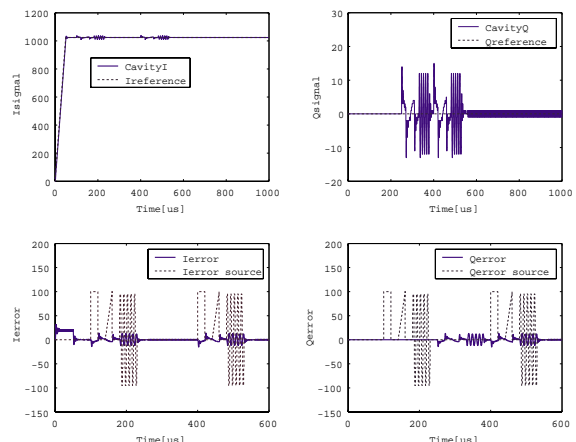 1200
1000
800
600
400
200
0
Isignal
CavityI
Ireference
0 200 400 600 800 1000
Time[us]
30
20
10
0
-10
-20
Qsignal
CavityQ
Qreference
0 200 400 600 800 1000
Time[us]
200
150
100
50
0
-50
-100
-150
Ierror
Ierror
Ierror source
0 200 400 600
Time[us]
200
150
100
50
0
-50
-100
-150
Qerror
Qerror
Qerror source
0 200 400 600
Time[us]